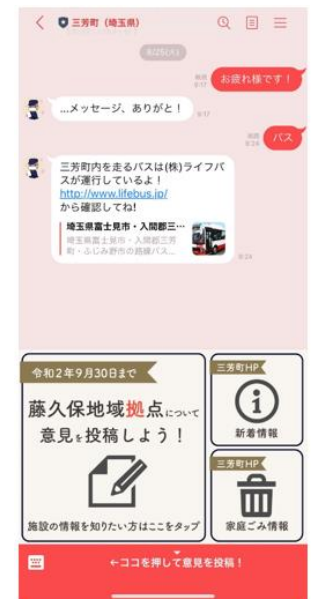 三芳町（埼玉県）
8/25(火)
既読
8:17
お疲れ様です！
...メッセージ、ありがと！
8:17
既読
8:24
バス
三芳町内を走るバスは(株)ライフバ
スが運行しているよ！
http://www.lifebus.jp/
から確認してね!
埼玉県富士見市・入間郡三…
埼玉県富士見市・入間郡三芳
町・ふじみ野市の路線バス...
8:24
令和2年9月30日まで
藤久保地域拠点について
意見を投稿しよう！
施設の情報を知りたい方はここをタップ
三芳町HP
新着情報
三芳町HP
家庭ごみ情報
←ココを押して意見を投稿！